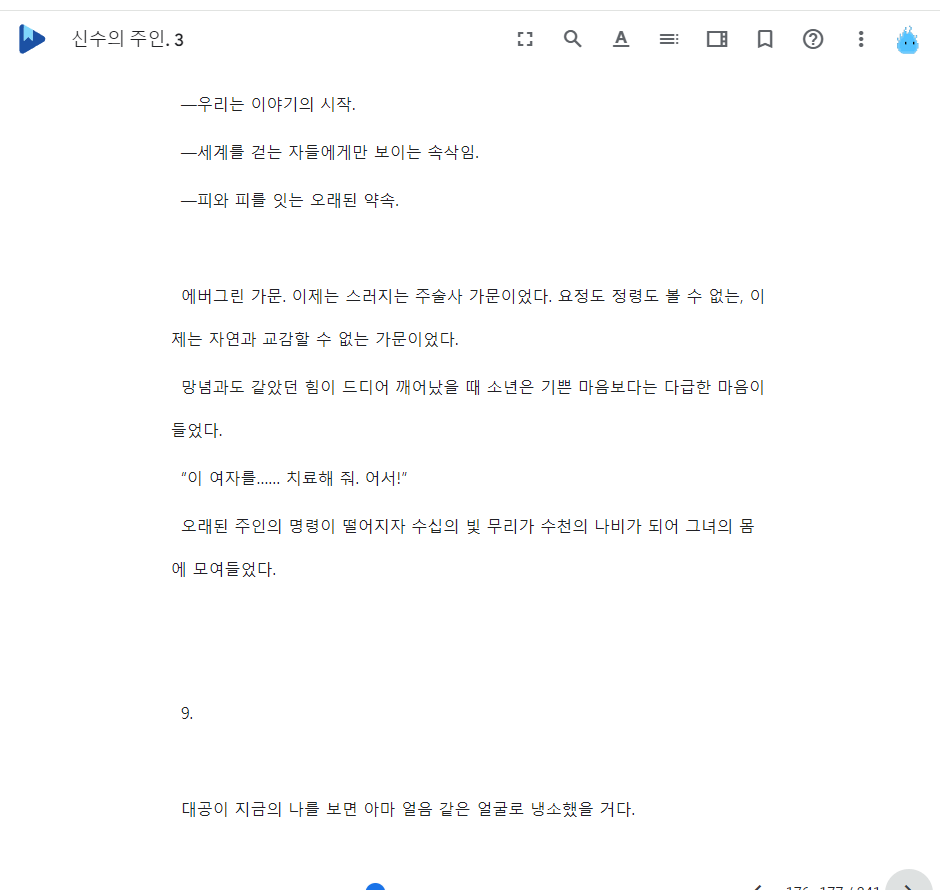 신수의 주인. 3
―우리는 이야기의 시작.
―세계를 걷는 자들에게만 보이는 속삭임.
―피와 피를 잇는 오래된 약속.
에버그린 가문. 이제는 스러지는 주술사 가문이었다. 요정도 정령도 볼 수 없는, 이
제는 자연과 교감할 수 없는 가문이었다.
망념과도 같았던 힘이 드디어 깨어났을 때 소년은 기쁜 마음보다는 다급한 마음이
들었다.
“이 여자를…… 치료해 줘. 어서!”
오래된 주인의 명령이 떨어지자 수십의 빛 무리가 수천의 나비가 되어 그녀의 몸
에 모여들었다.
9.
대공이 지금의 나를 보면 아마 얼음 같은 얼굴로 냉소했을 거다.